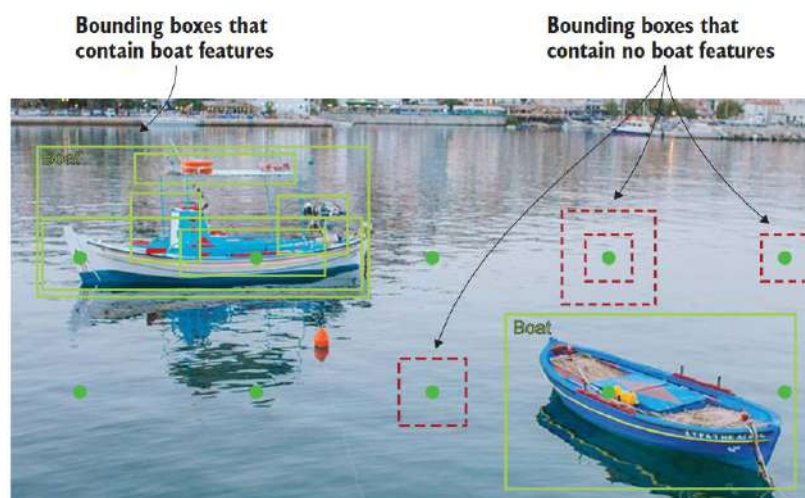 Bounding boxes that
contain boat features
Bounding boxes that
contain no boat features
Boat
Boat